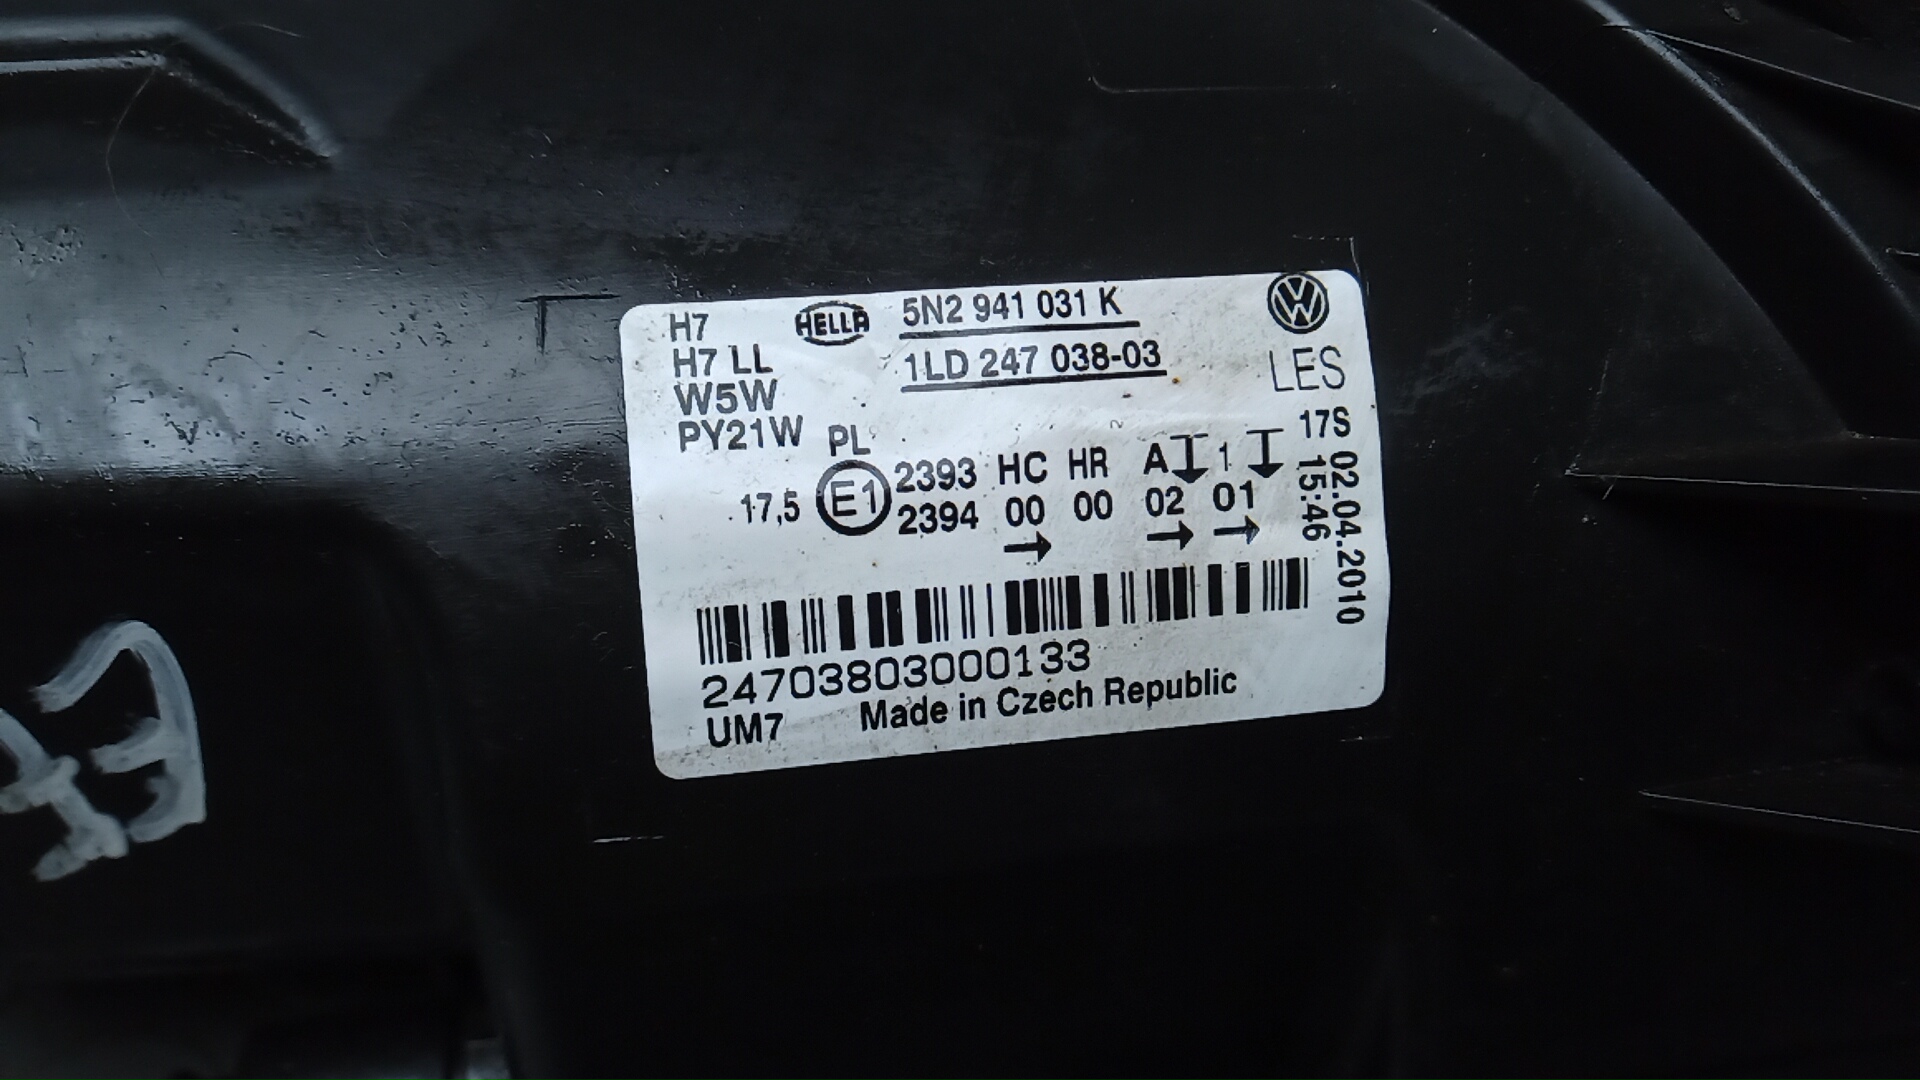 H7
HELLA
5N2 941 031 K
H7 LL
1LD 247 038-03
LES
W5W
PY21W
PL
17S
17,5
E1
2393 HC HR A 1
2394 00 00 02 01
→ → →
02.04.2010
15:46
24703803000133
UM7 Made in Czech Republic